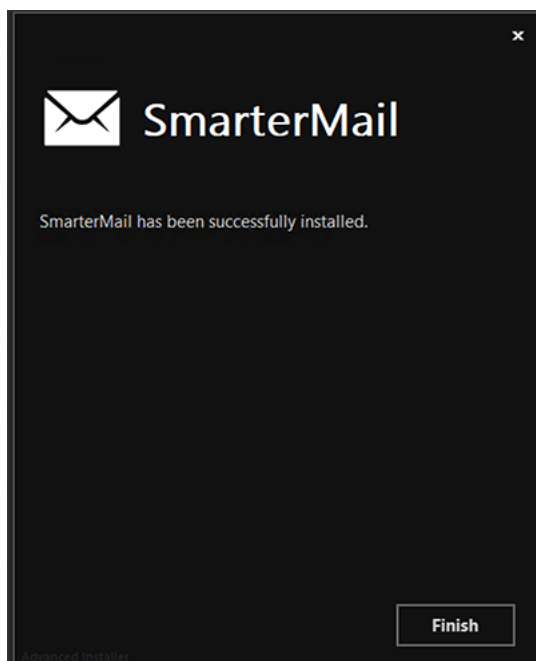 SmarterMail
SmarterMail has been successfully installed.
Finish
Advanced Installer